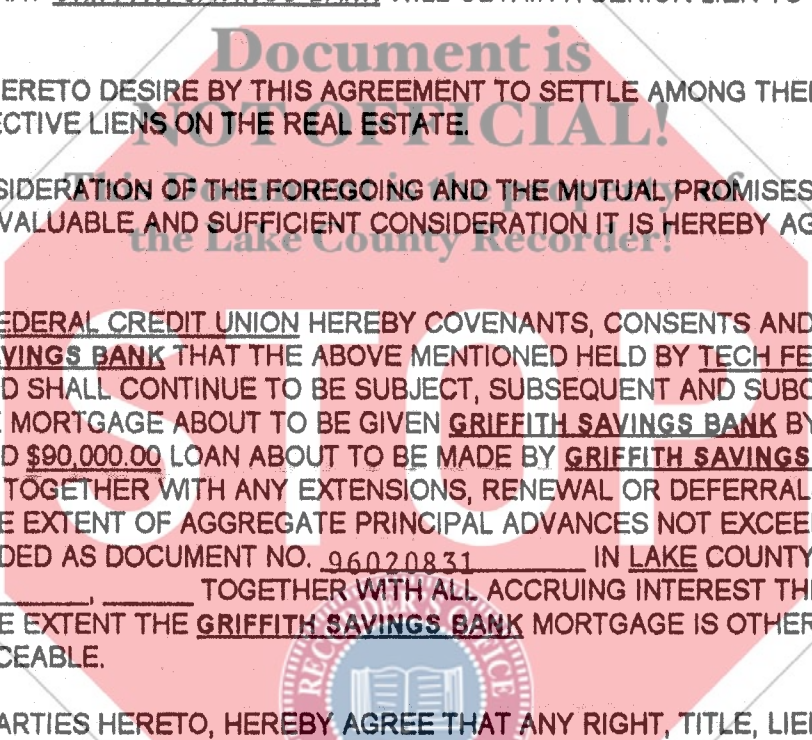 Document is
ERETO DESIRE BY THIS AGREEMENT TO SETTLE AMONG THE
ECTIVE LIENS ON THE REAL ESTATE.
NOT OFFICIAL!
SIDERATION OF THE FOREGOING AND THE MUTUAL PROMISES
This Document is the property of
VALUABLE AND SUFFICIENT CONSIDERATION IT IS HEREBY AG
the Lake County Recorder!
EDERAL CREDIT UNION HEREBY COVENANTS, CONSENTS AND
VINGS BANK THAT THE ABOVE MENTIONED HELD BY TECH FE
D SHALL CONTINUE TO BE SUBJECT, SUBSEQUENT AND SUBO
MORTGAGE ABOUT TO BE GIVEN GRIFFITH SAVINGS BANK BY
D $90,000.00 LOAN ABOUT TO BE MADE BY GRIFFITH SAVINGS
STOP
TOGETHER WITH ANY EXTENSIONS, RENEWAL OR DEFERRAL
E EXTENT OF AGGREGATE PRINCIPAL ADVANCES NOT EXCEE
DED AS DOCUMENT NO. 96020831 IN LAKE COUNTY
, TOGETHER WITH ALL ACCRUING INTEREST TH
E EXTENT THE GRIFFITH SAVINGS BANK MORTGAGE IS OTHER
CEABLE.
RECORDER'S OFFICE
ARTIES HERETO, HEREBY AGREE THAT ANY RIGHT, TITLE, LIE